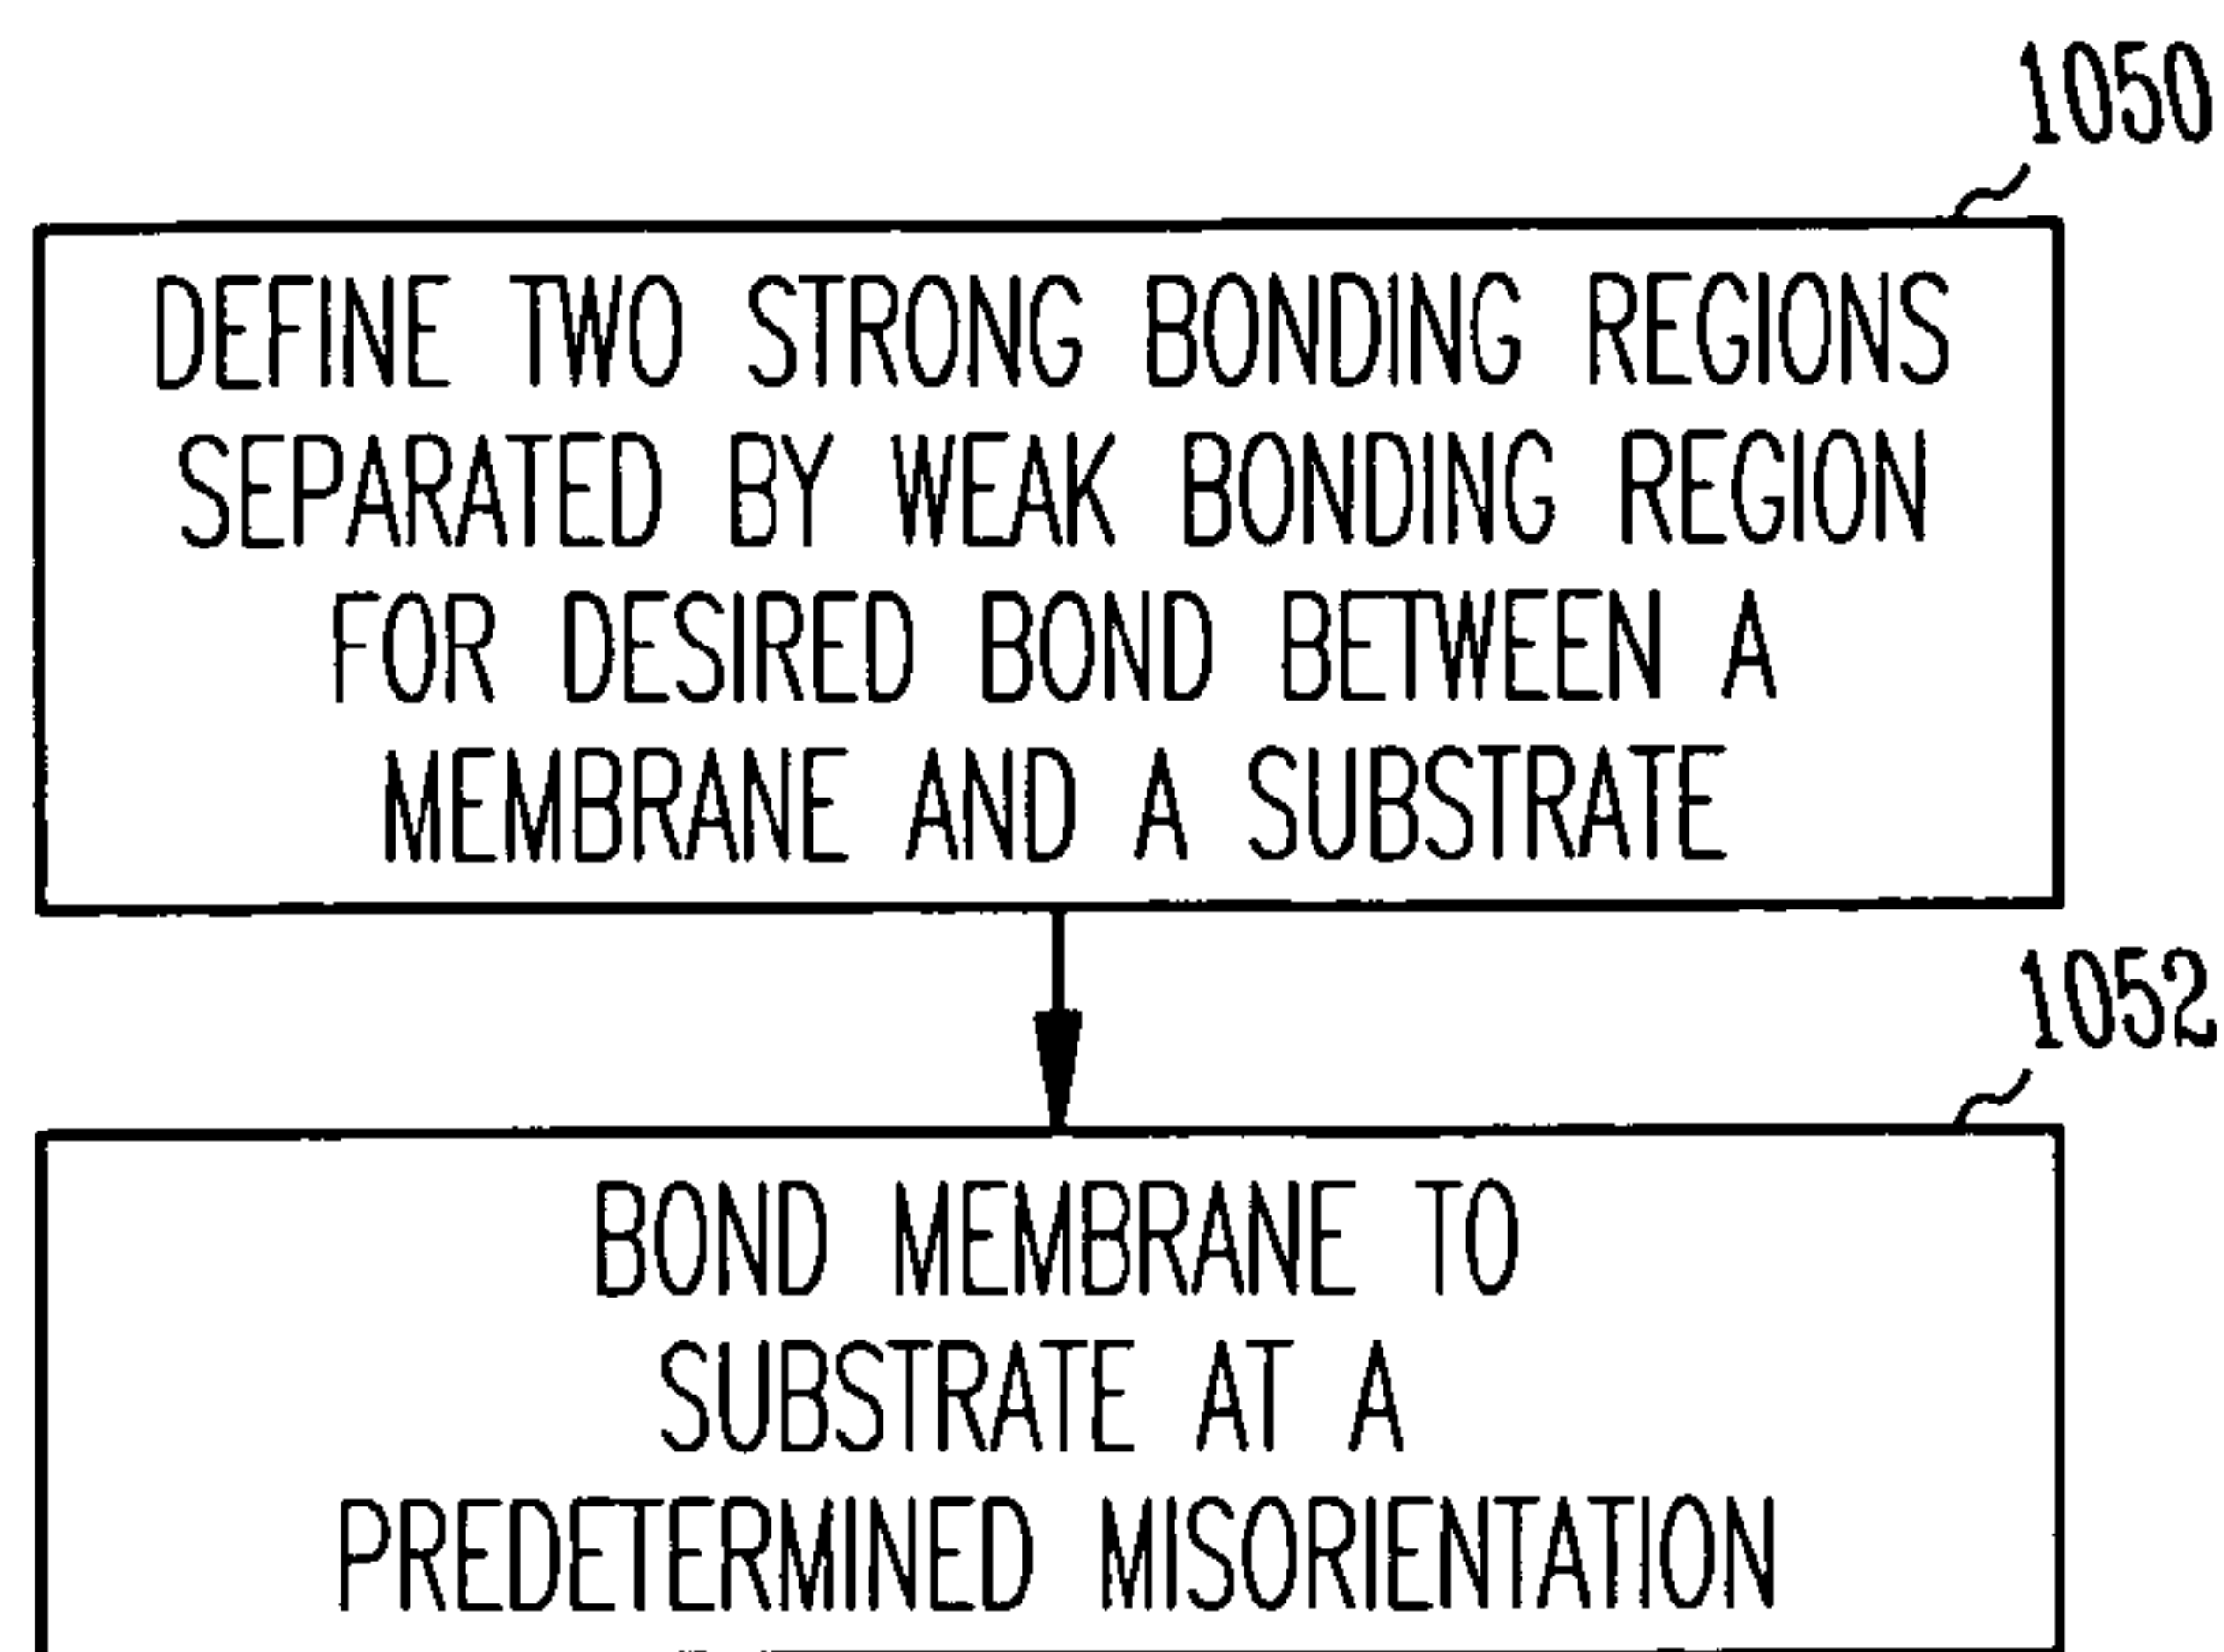 1050
DEFINE TWO STRONG BONDING REGIONS
SEPARATED BY WEAK BONDING REGION
FOR DESIRED BOND BETWEEN A
MEMBRANE AND A SUBSTRATE
1052
BOND MEMBRANE TO
SUBSTRATE AT A
PREDETERMINED MISORIENTATION